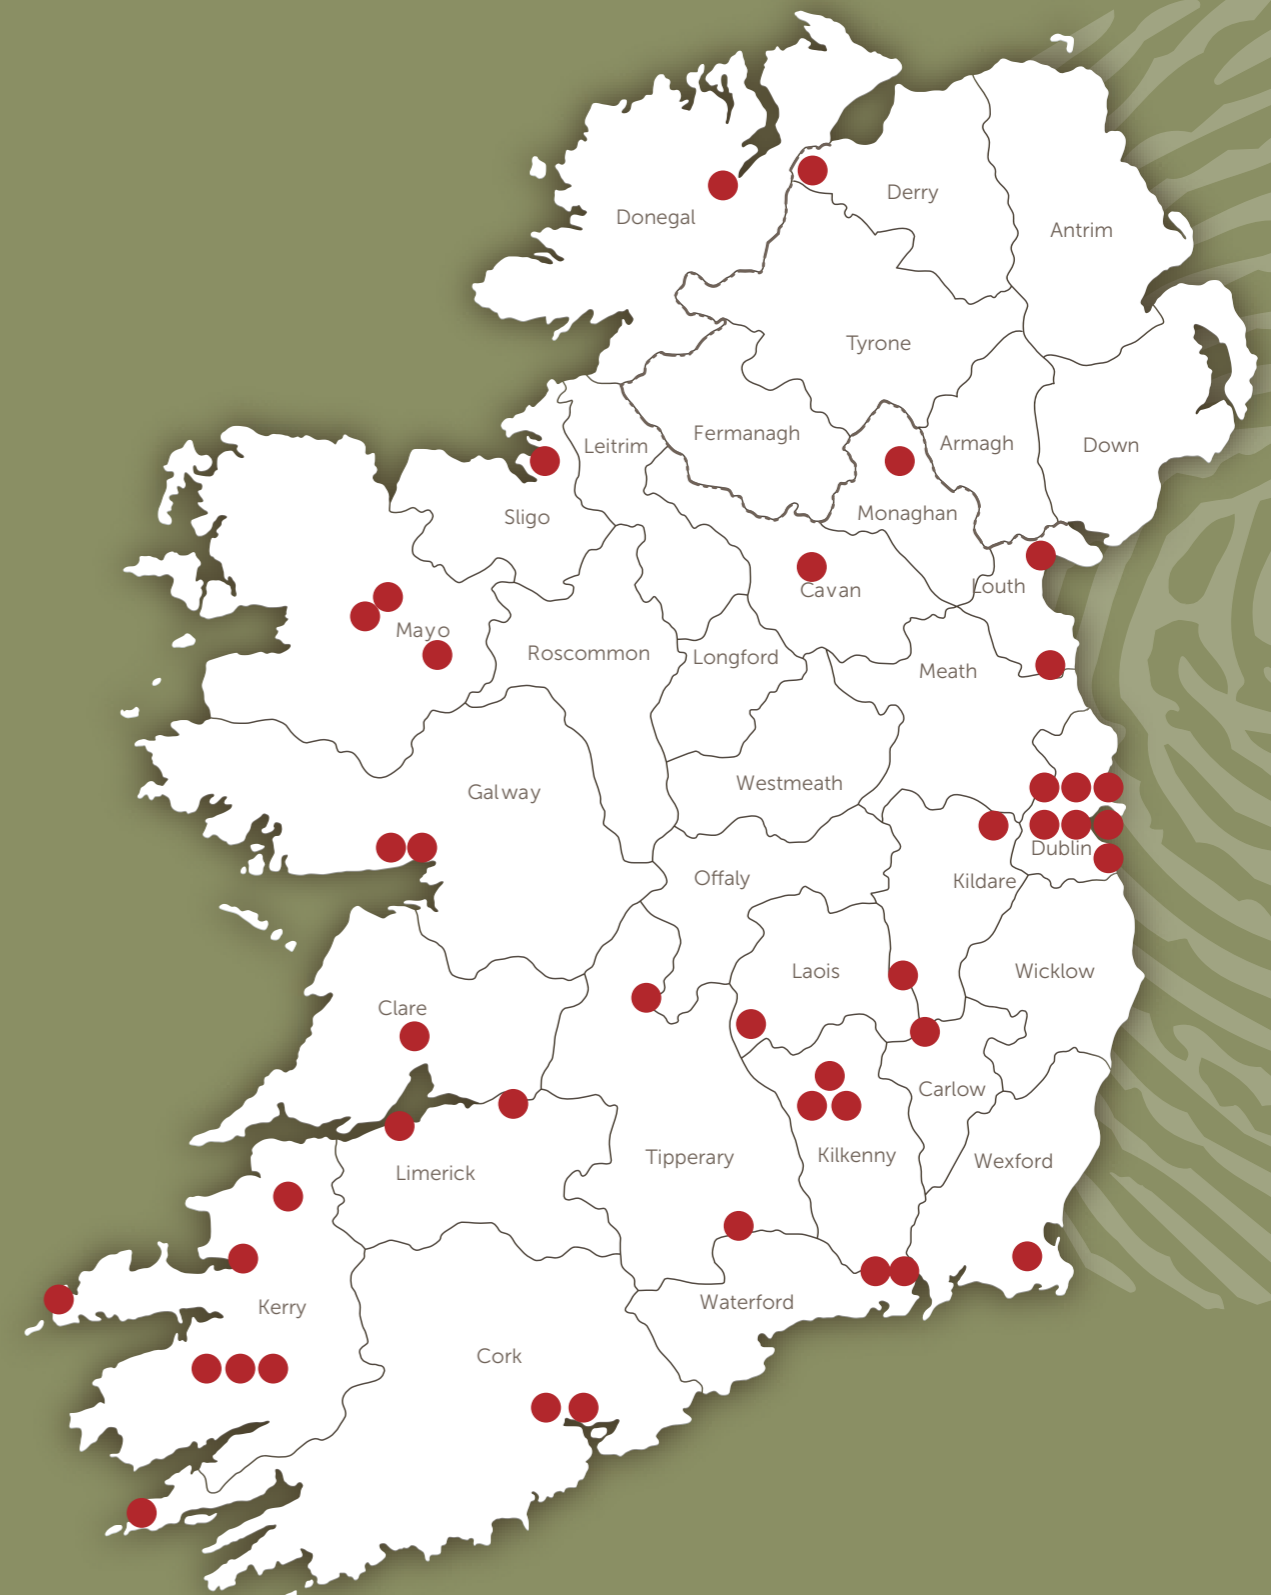 Derry
Donegal
Antrim
Tyrone
Fermanagh
Leitrim
Armagh
Down
Sligo
Monaghan
Cavan
Louth
Mayo
Roscommon
Longford
Meath
Westmeath
Galway
Dublin
Offaly
Kildare
Laois
Wicklow
Clare
Carlow
Tipperary
Kilkenny
Wexford
Limerick
Waterford
Kerry
Cork